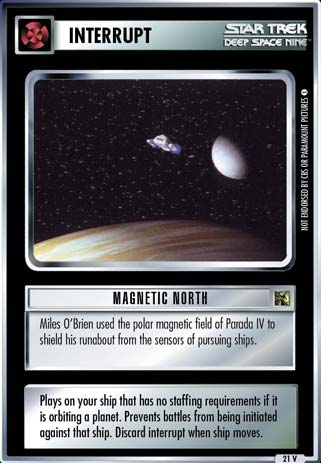 INTERRUPT
STAR TREK
DEEP SPACE NINE™
NOT ENDORSED BY CBS OR PARAMOUNT PICTURES
MAGNETIC NORTH
Miles O'Brien used the polar magnetic field of Parada IV to
shield his runabout from the sensors of pursuing ships.
Plays on your ship that has no staffing requirements if it
is orbiting a planet. Prevents battles from being initiated
against that ship. Discard interrupt when ship moves.
21 V